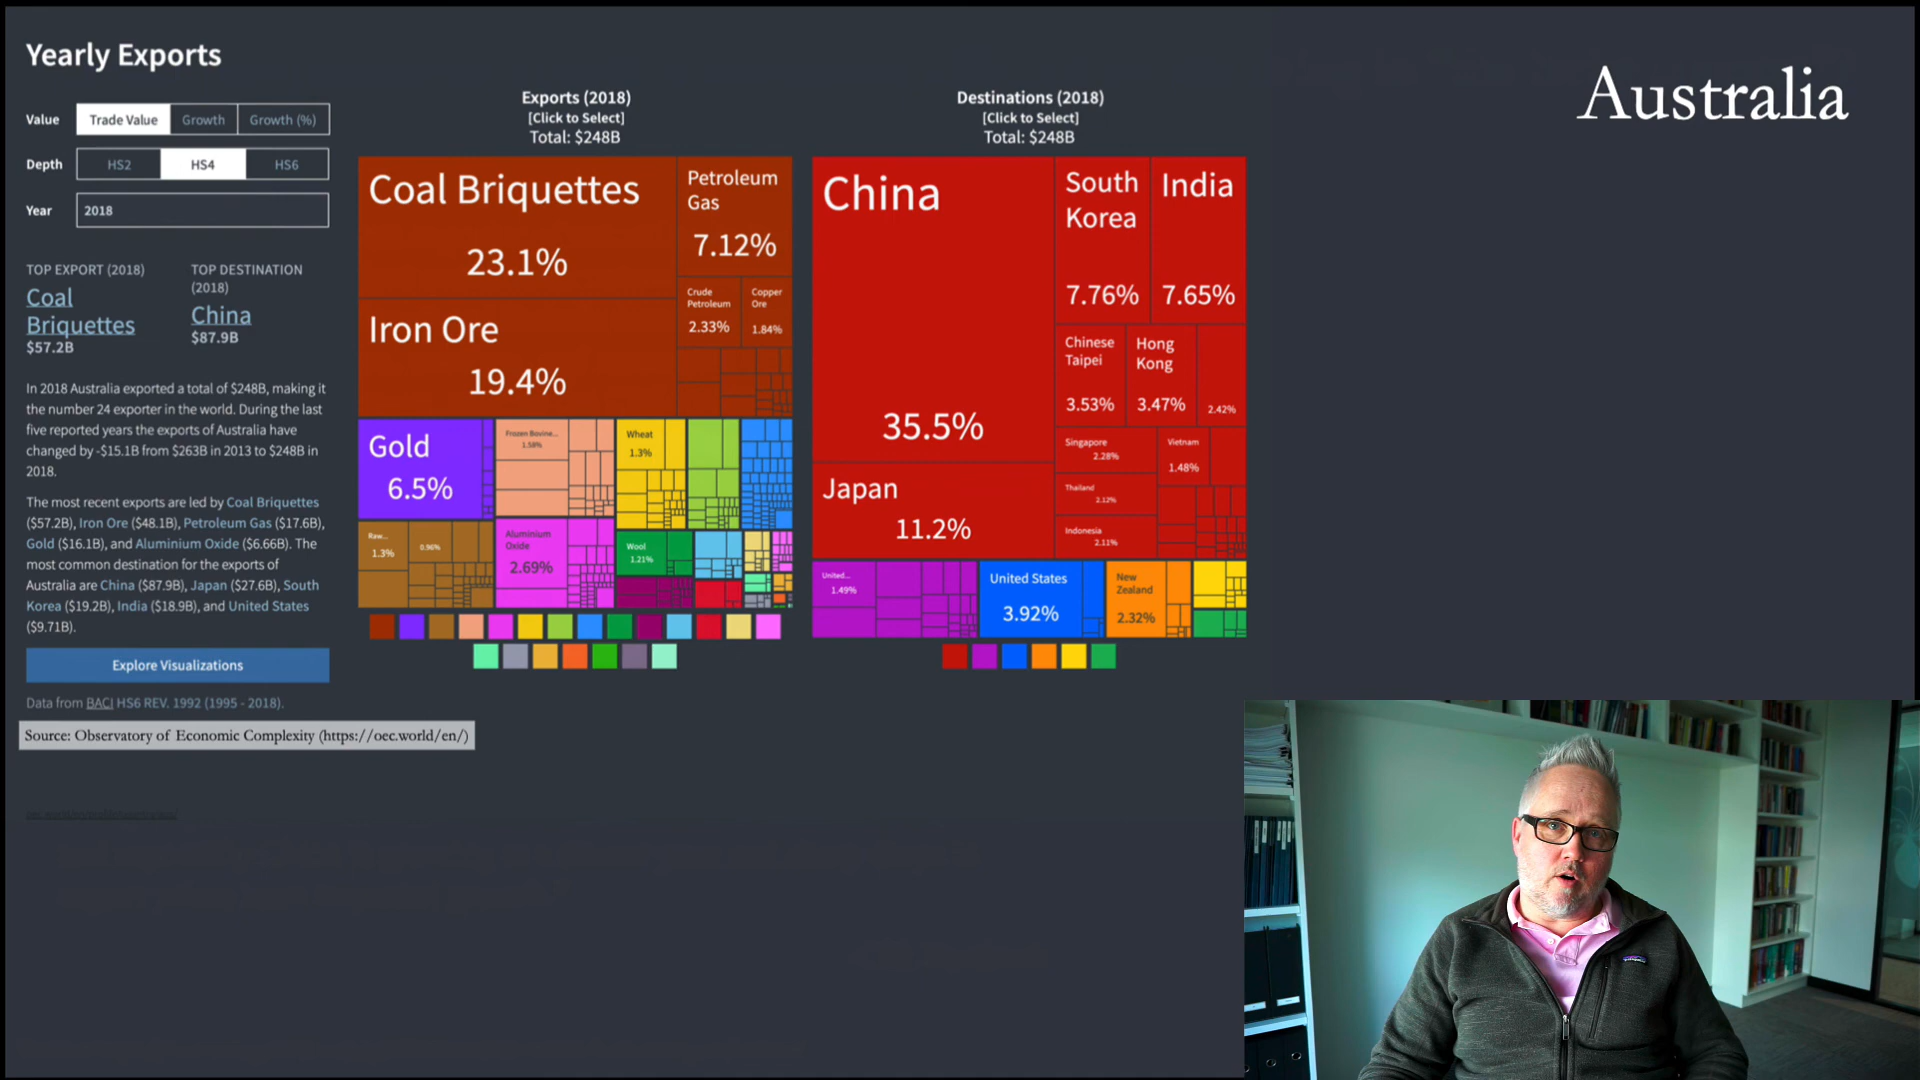 Yearly Exports
Australia
Value
Trade Value
Growth
Growth (%)
Depth
HS2
HS4
HS6
Year
2018
TOP EXPORT (2018)
Coal
Briquettes
$57.2B
TOP DESTINATION
(2018)
China
$87.9B
In 2018 Australia exported a total of $248B, making it
the number 24 exporter in the world. During the last
five reported years the exports of Australia have
changed by -$15.1B from $263B in 2013 to $248B in
2018.
The most recent exports are led by Coal Briquettes
($57.2B), Iron Ore ($48.1B), Petroleum Gas ($17.6B),
Gold ($16.1B), and Aluminium Oxide ($6.66B). The
most common destination for the exports of
Australia are China ($87.9B), Japan ($27.6B), South
Korea ($19.2B), India ($18.9B), and United States
($9.71B).
Explore Visualizations
Data from BACI HS6 REV. 1992 (1995 - 2018).
Source: Observatory of Economic Complexity (https://oec.world/en/)
Exports (2018)
[Click to Select]
Total: $248B
Coal Briquettes
23.1%
Petroleum
Gas
7.12%
Iron Ore
19.4%
Crude
Petroleum
2.33%
Copper
Ore
1.84%
Gold
6.5%
Frozen Bovine...
1.58%
Wheat
1.3%
Raw...
1.3%
0.96%
Aluminium
Oxide
2.69%
Wool
1.21%
Destinations (2018)
[Click to Select]
Total: $248B
China
35.5%
South
Korea
7.76%
India
7.65%
Chinese
Taipei
3.53%
Hong
Kong
3.47%
2.42%
Japan
11.2%
Singapore
2.28%
Vietnam
1.48%
Thailand
2.12%
Indonesia
2.11%
United...
1.49%
United States
3.92%
New
Zealand
2.32%